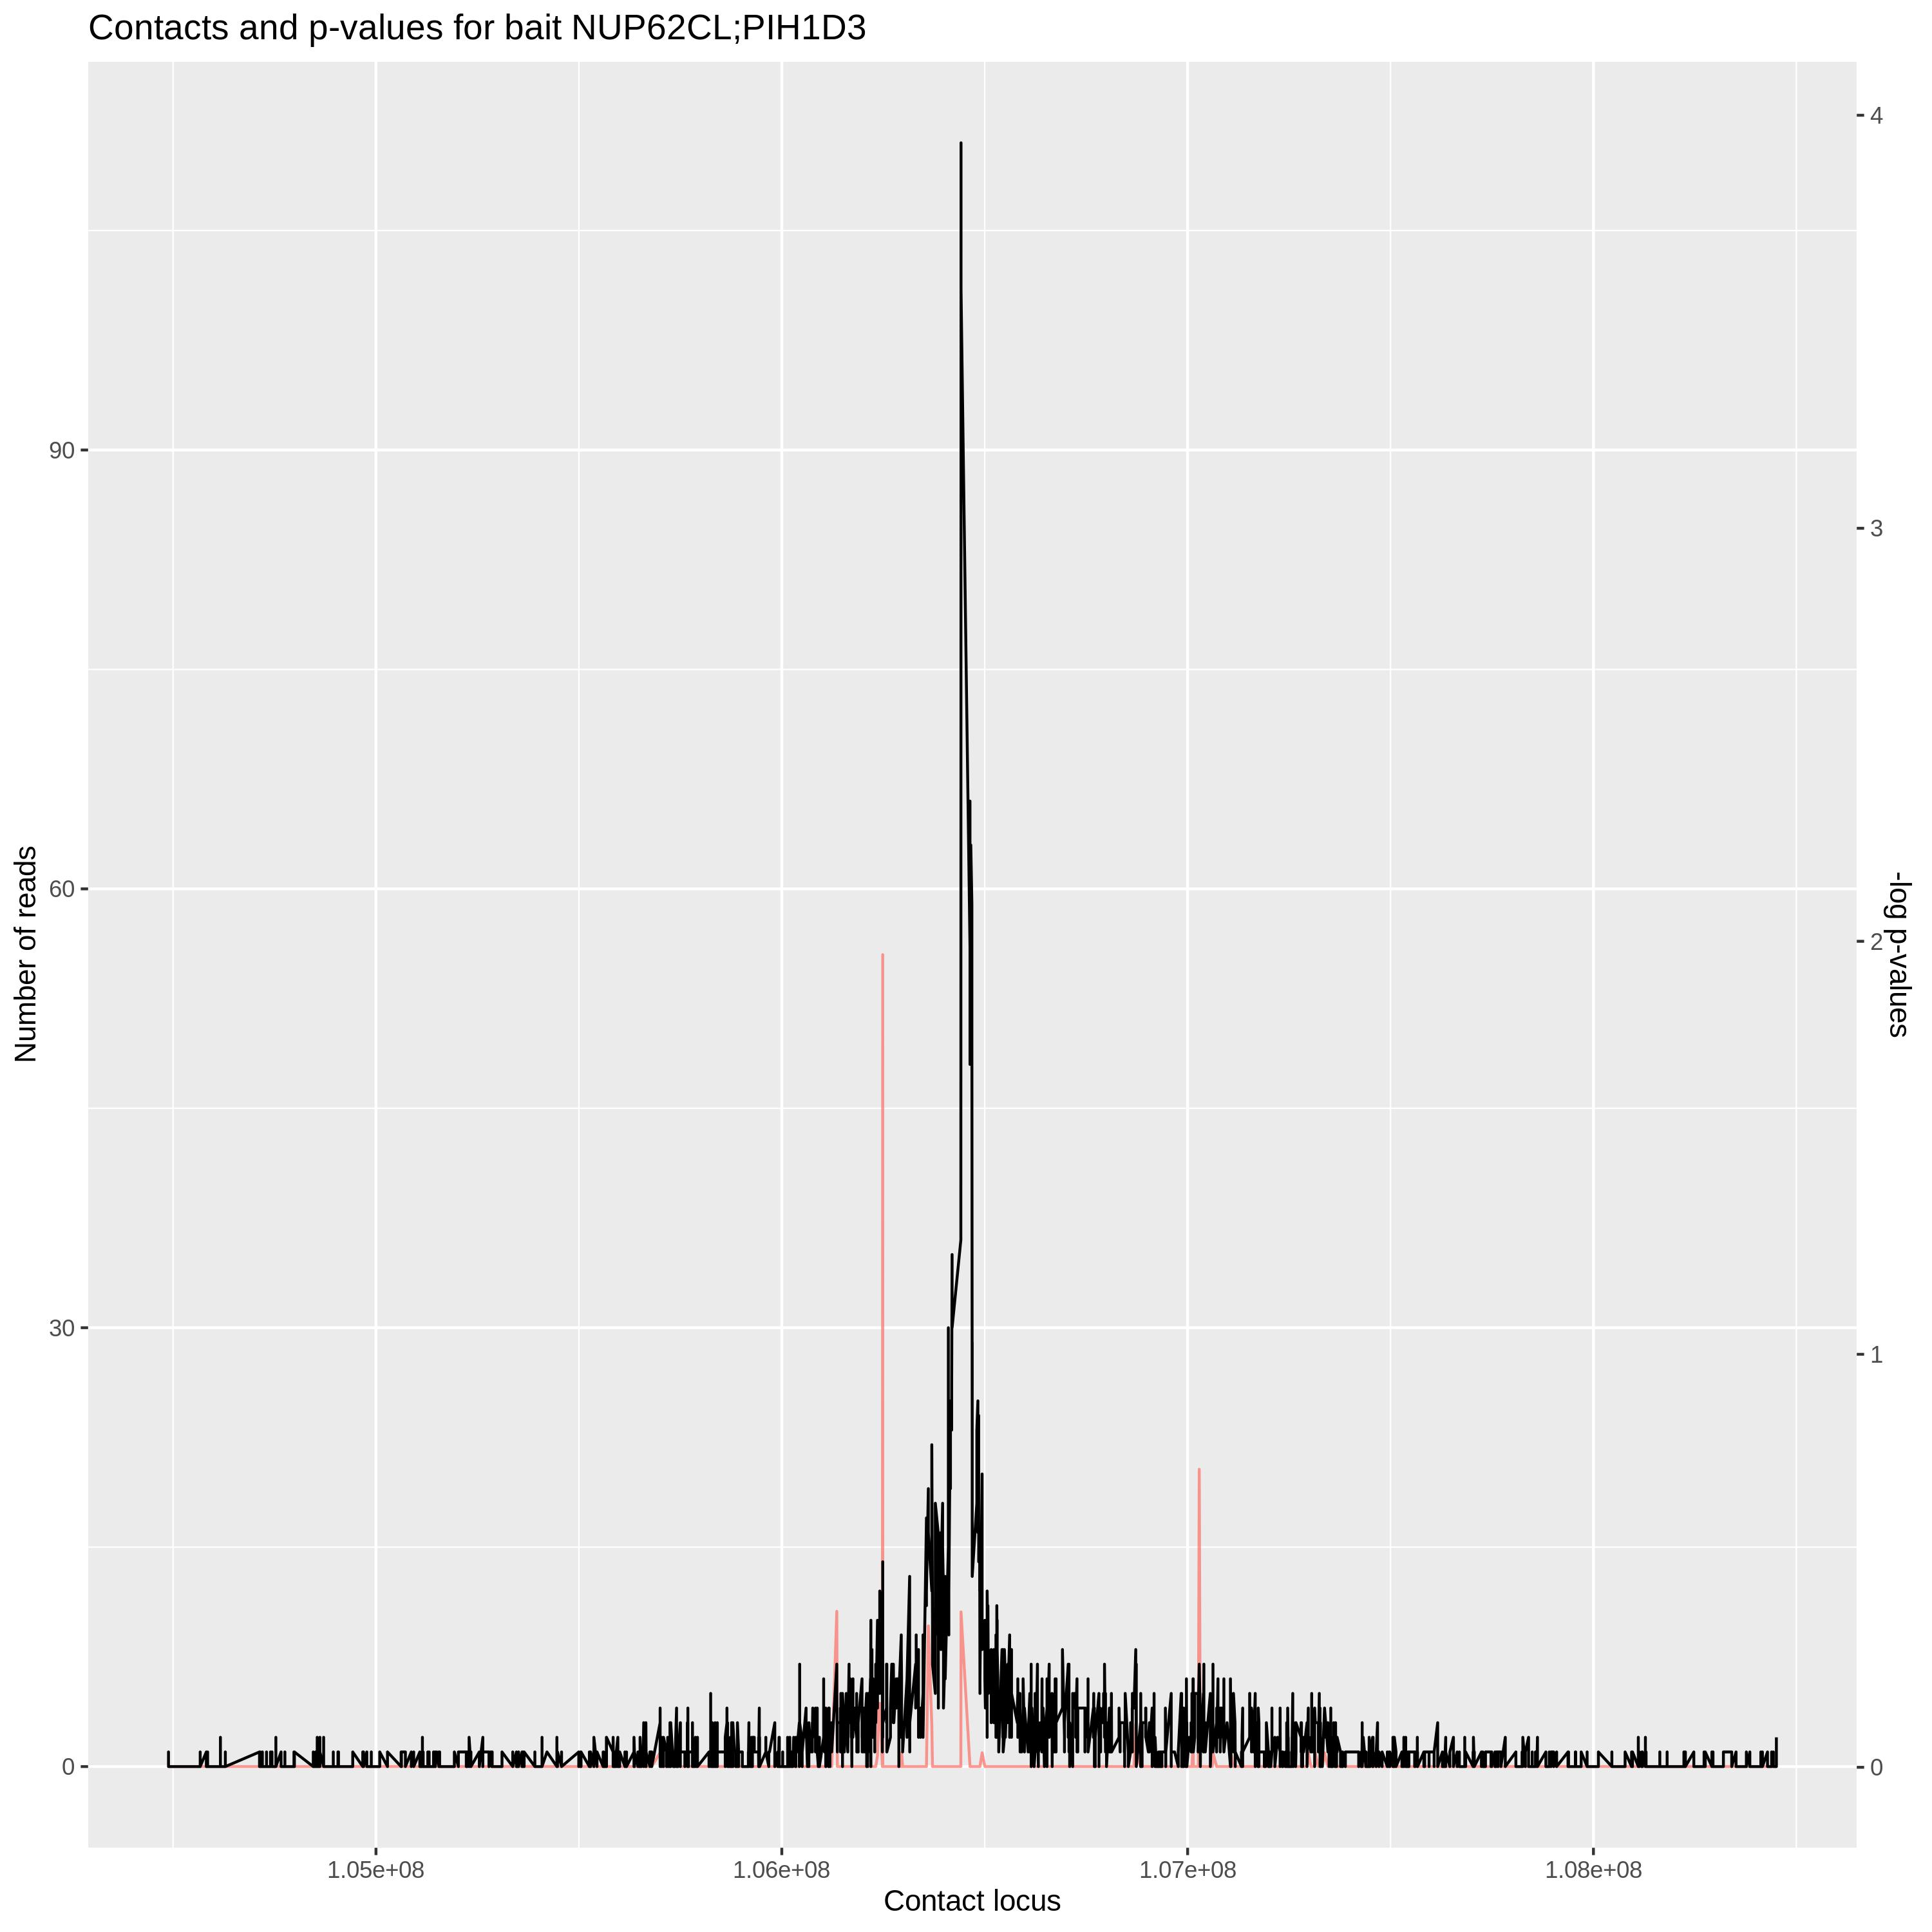 Contacts and p-values for bait NUP62CL;PIH1D3
4
3
2
1
0
90
60
30
0
Number of reads
-log p-values
1.05e+08
1.06e+08
1.07e+08
1.08e+08
Contact locus